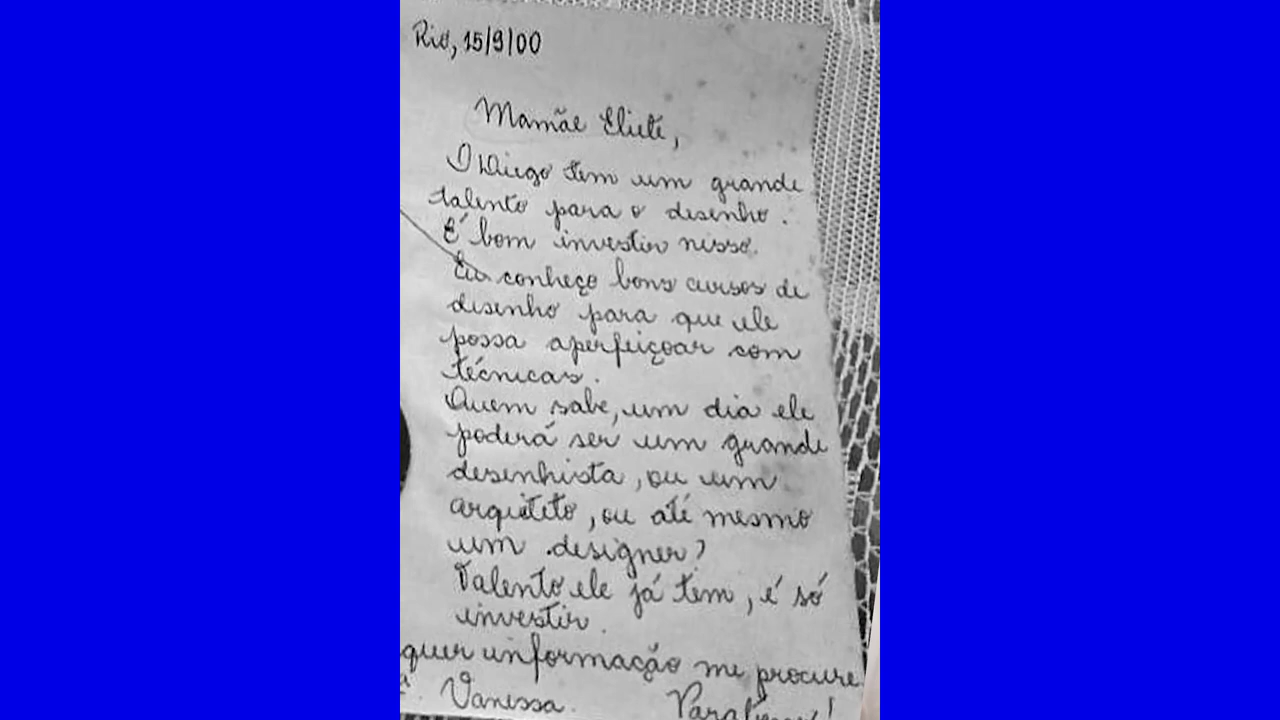 Rio, 15/9/00
Mamãe Eliete,
O Diego tem um grande
talento para o desenho.
É bom investir nisso.
Eu conheço bons cursos de
desenho para que ele
possa aperfeiçoar com
técnicas.
Quem sabe, um dia ele
poderá ser um grande
desenhista, ou um
arquiteto, ou até mesmo
um designer?
Talento ele já tem, é só
investir.
quer informação me procure
Vanessa.